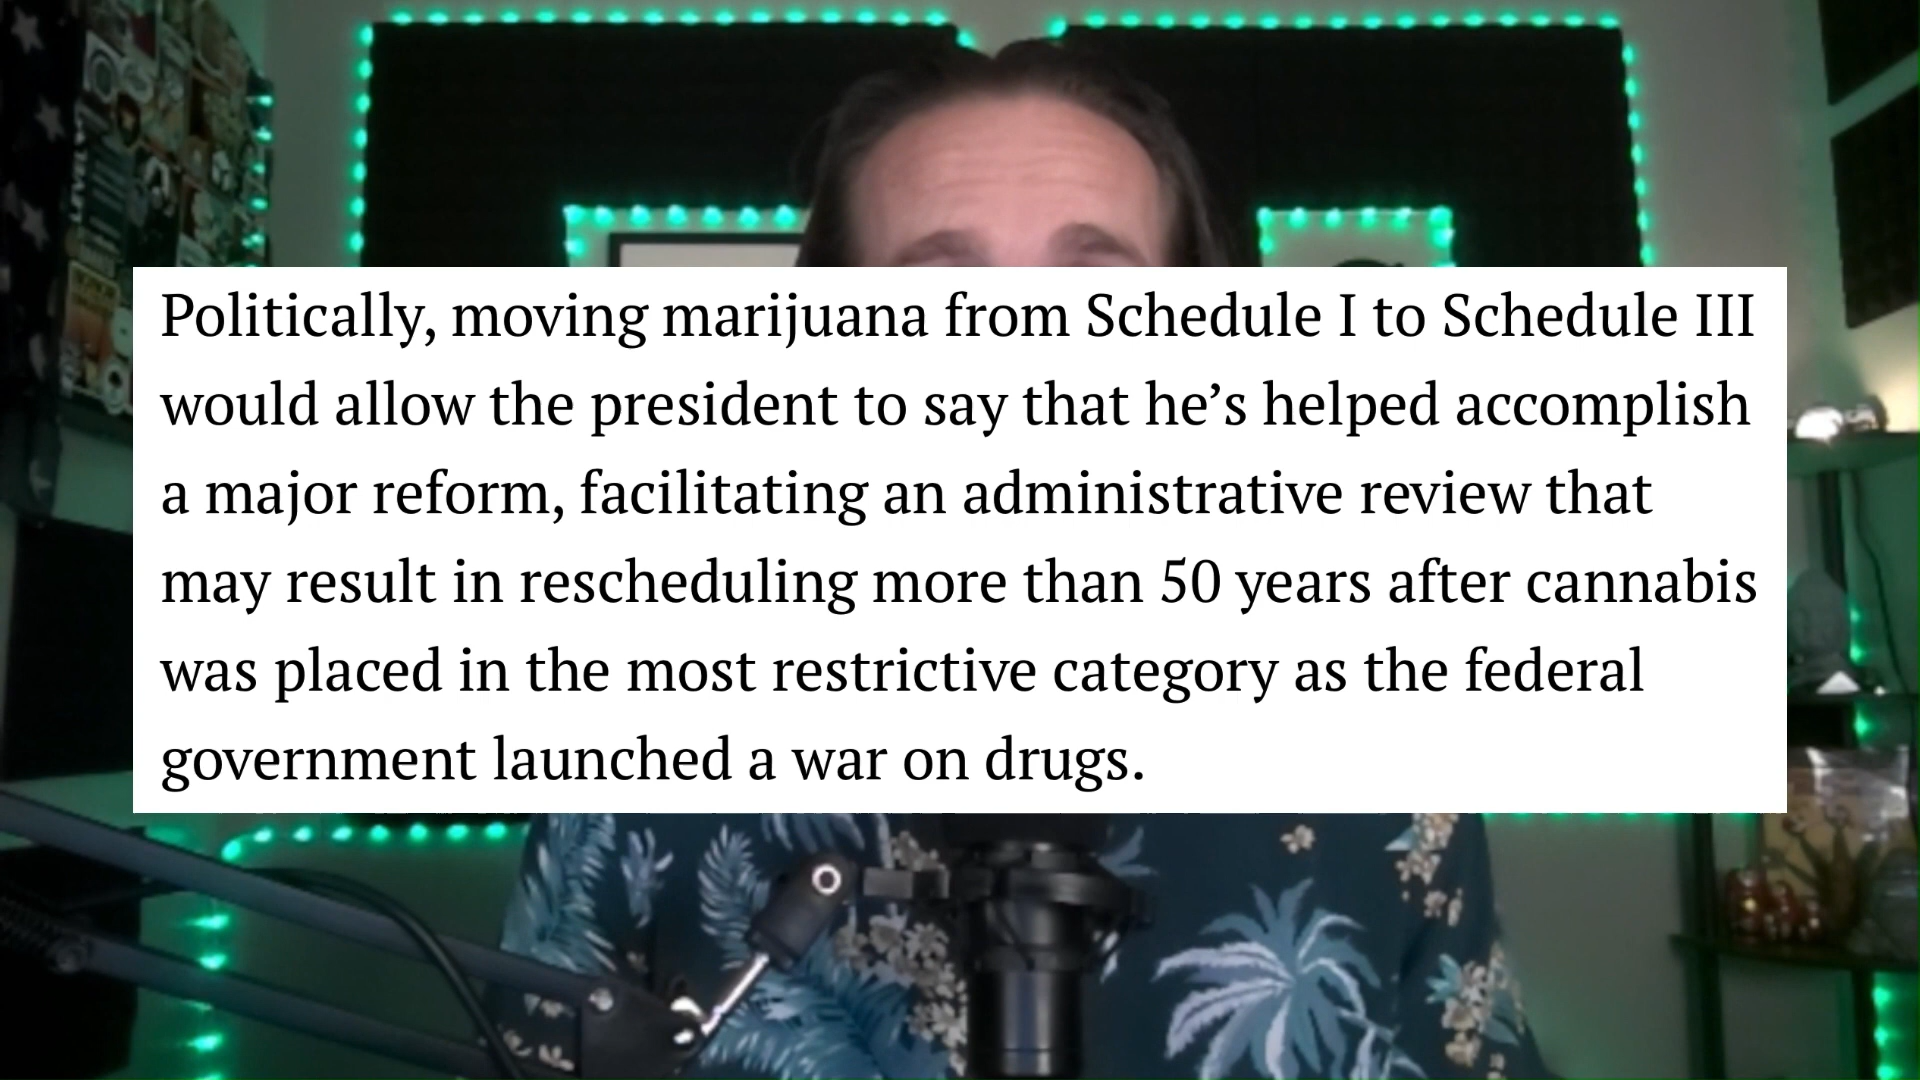 Politically, moving marijuana from Schedule I to Schedule III
would allow the president to say that he’s helped accomplish
a major reform, facilitating an administrative review that
may result in rescheduling more than 50 years after cannabis
was placed in the most restrictive category as the federal
government launched a war on drugs.